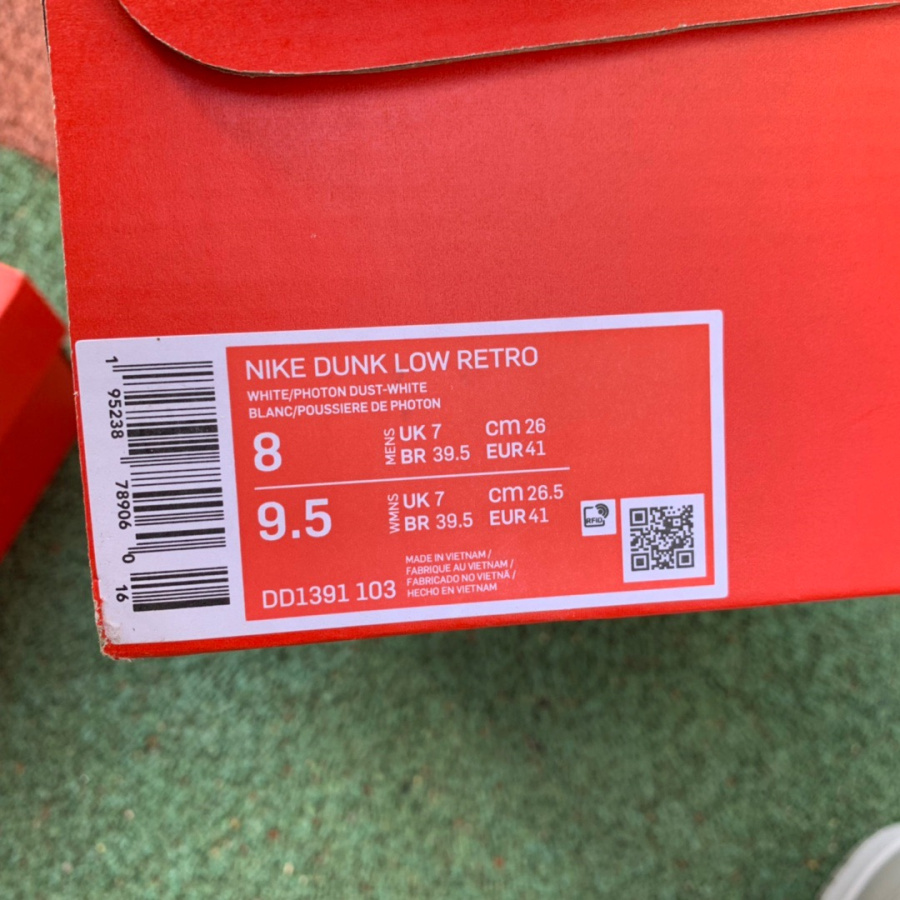 NIKE DUNK LOW RETRO
WHITE/PHOTON DUST-WHITE
BLANC/POUSSIERE DE PHOTON
8
MENS
UK 7 cm 26
BR 39.5 EUR 41
9.5
WMNS
UK 7 cm 26.5
BR 39.5 EUR 41
RFID
DD1391 103
MADE IN VIETNAM /
FABRIQUE AU VIETNAM /
FABRICADO NO VIETNÃ /
HECHO EN VIETNAM
1 95238 78906 0 16